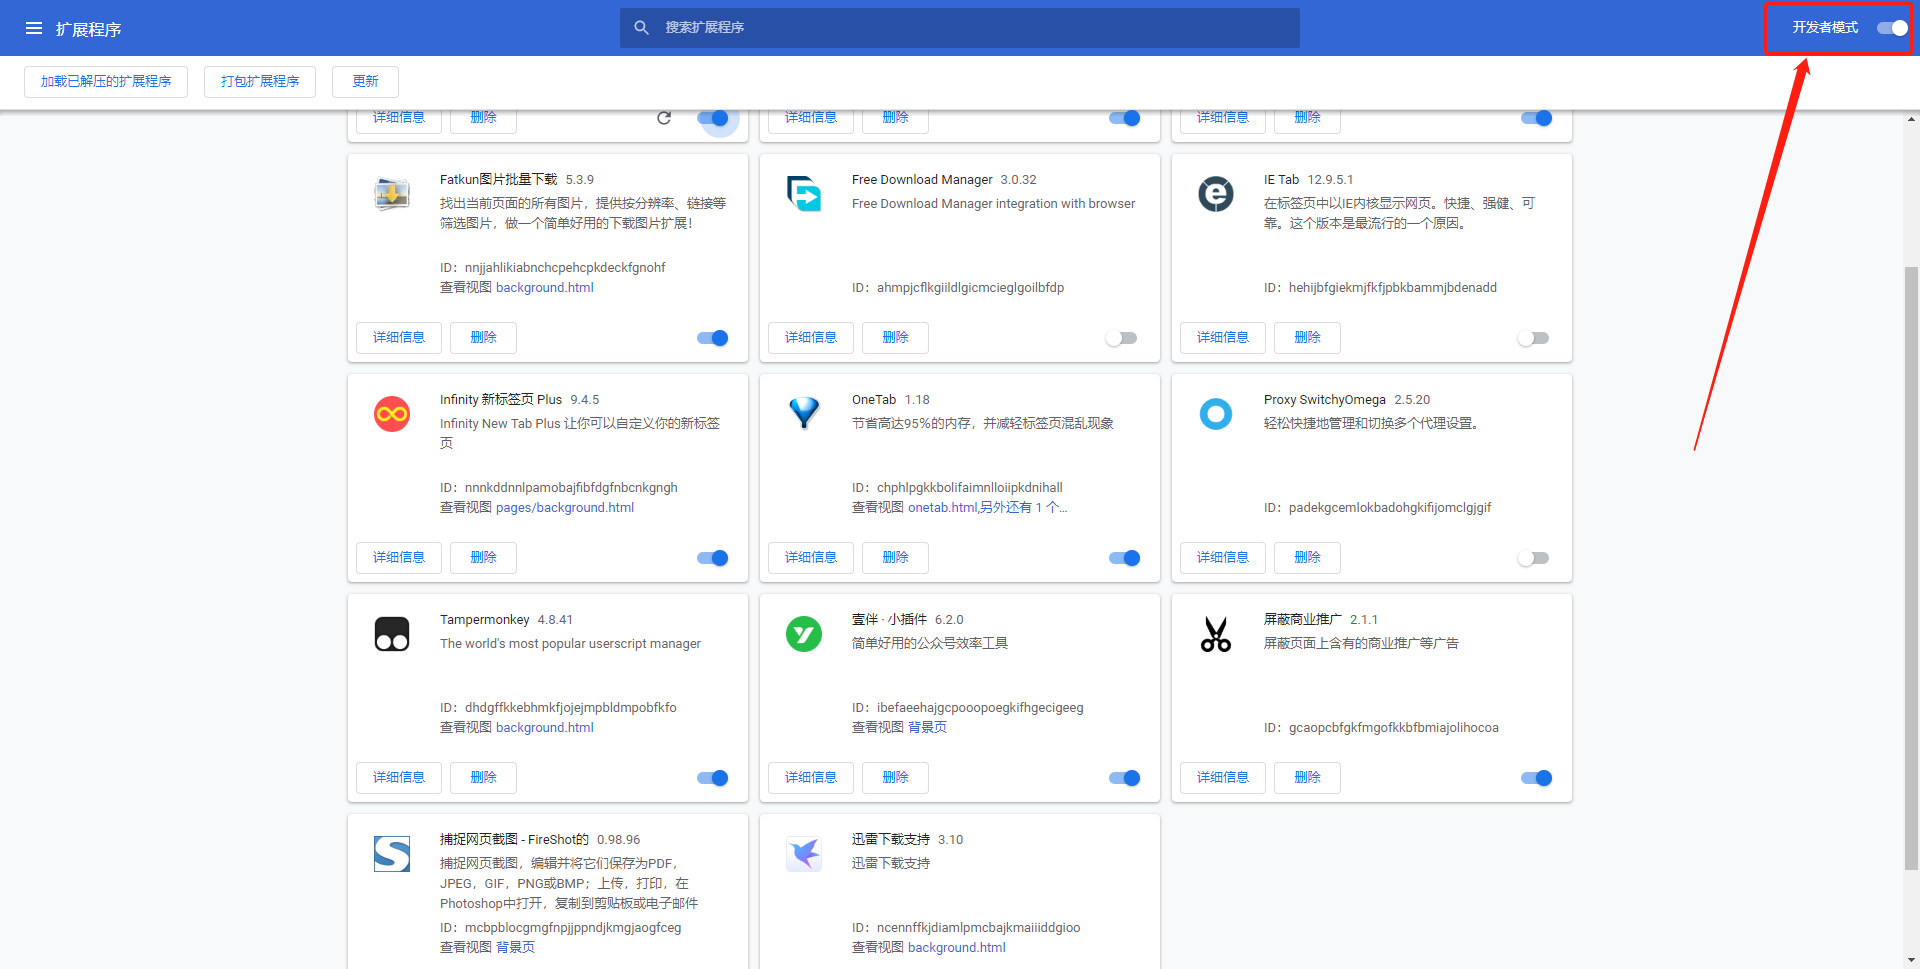 扩展程序
搜索扩展程序
开发者模式
加载已解压的扩展程序
打包扩展程序
更新
详细信息
删除
详细信息
删除
详细信息
删除
Fatkun图片批量下载 5.3.9
找出当前页面的所有图片，提供按分辨率、链接等
筛选图片，做一个简单好用的下载图片扩展！
ID：nnjjahlikiabnchcpehcpkdeckfgnohf
查看视图 background.html
详细信息
删除
Free Download Manager 3.0.32
Free Download Manager integration with browser
ID：ahmpjcflkgiildlgicmcieglgoilbfdp
详细信息
删除
IE Tab 12.9.5.1
在标签页中以IE内核显示网页。快捷、强健、可
靠。这个版本是最流行的一个原因。
ID：hehijbfgiekmjfkfjpbkbammjbdenadd
详细信息
删除
Infinity 新标签页 Plus 9.4.5
Infinity New Tab Plus 让你可以自定义你的新标签
页
ID：nnnkddnnlpamobajfibfdgfnbcnkgngh
查看视图 pages/background.html
详细信息
删除
OneTab 1.18
节省高达95％的内存，并减轻标签页混乱现象
ID：chphlpgkkbolifaimnlloiipkdnihall
查看视图 onetab.html,另外还有 1 个...
详细信息
删除
Proxy SwitchyOmega 2.5.20
轻松快捷地管理和切换多个代理设置。
ID：padekgcemlokbadohgkifijomclgjgif
详细信息
删除
Tampermonkey 4.8.41
The world's most popular userscript manager
ID：dhdgffkkebhmkfjojejmpbldmpobfkfo
查看视图 background.html
详细信息
删除
壹伴 · 小插件 6.2.0
简单好用的公众号效率工具
ID：ibefaeehajgcpooopoegkifhgecigeeg
查看视图 背景页
详细信息
删除
屏蔽商业推广 2.1.1
屏蔽页面上含有的商业推广等广告
ID：gcaopcbfgkfmgofkkbfbmiajolihocoa
详细信息
删除
捕捉网页截图 - FireShot的 0.98.96
捕捉网页截图，编辑并将它们保存为PDF，
JPEG，GIF，PNG或BMP；上传，打印，在
Photoshop中打开，复制到剪贴板或电子邮件
ID：mcbpblocgmgfnpjjppndjkmgjaogfceg
查看视图 背景页
迅雷下载支持 3.10
迅雷下载支持
ID：ncennffkjdiamlpmcbajkmaiiiddgioo
查看视图 background.html